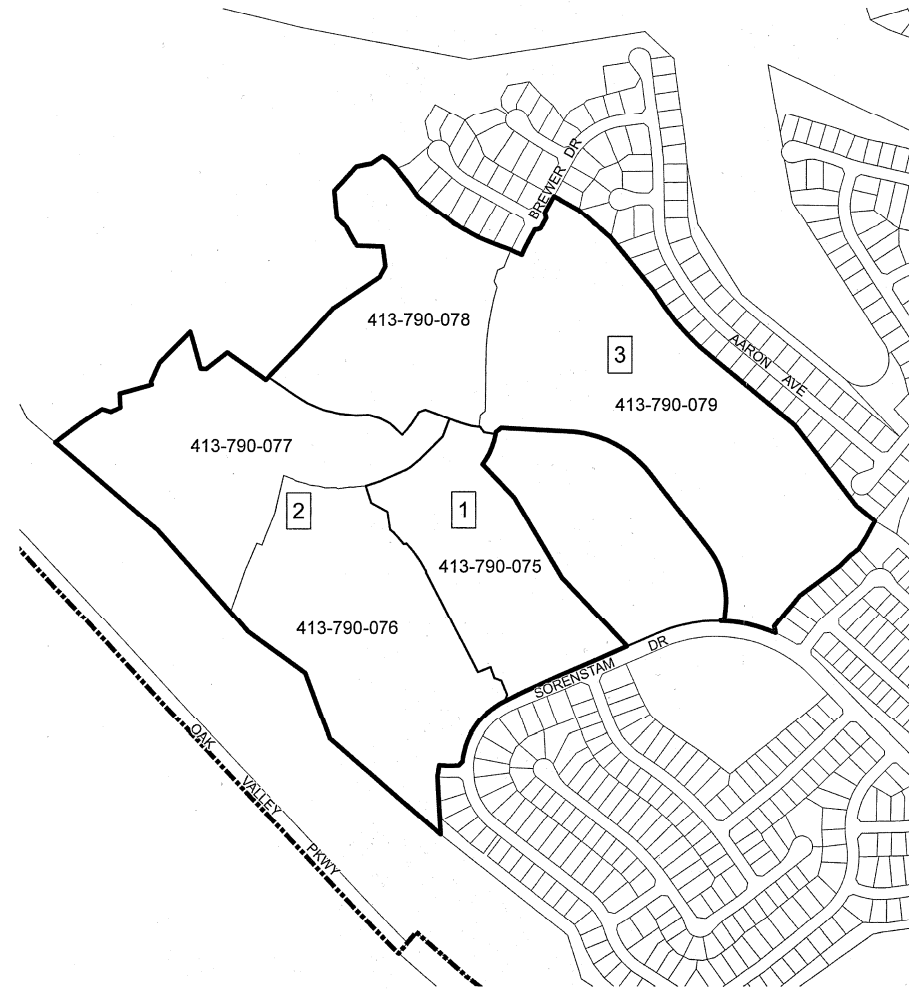 BREWER DR
413-790-078
3
AARON AVE
413-790-079
413-790-077
2
1
413-790-075
413-790-076
DR
SORENSTAM
OAK
VALLEY
PKWY